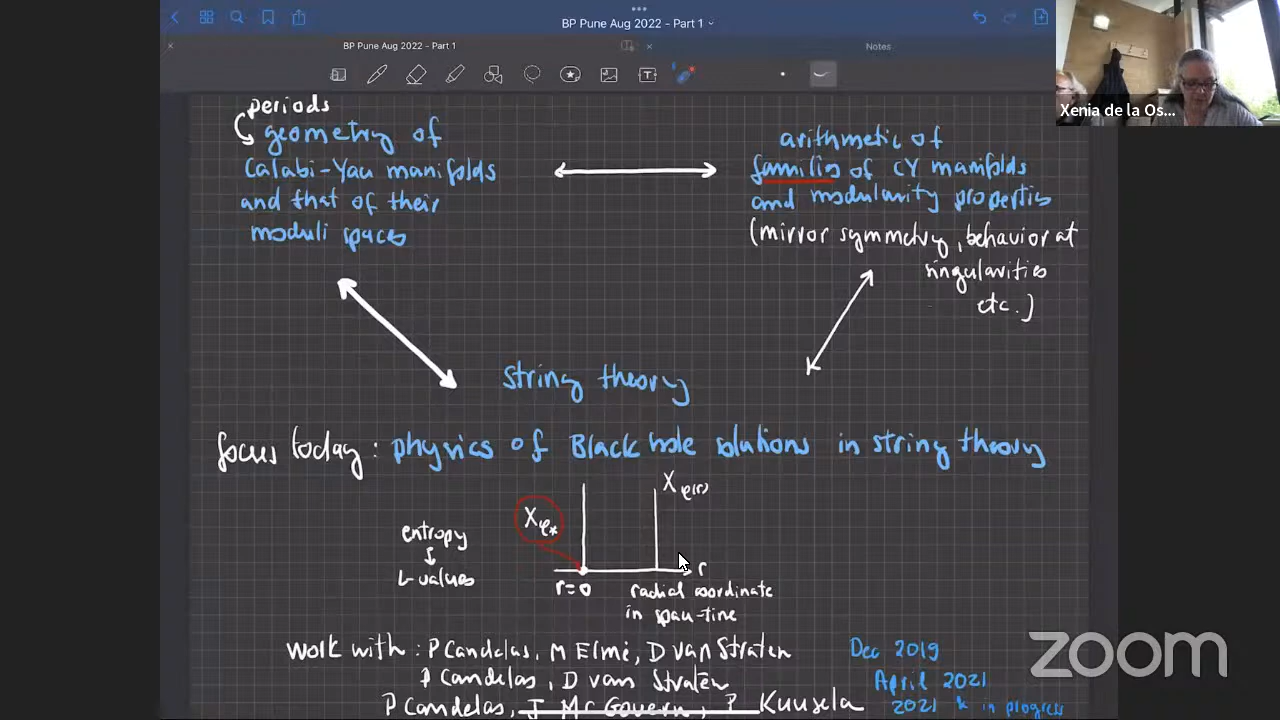 BP Pune Aug 2022 - Part 1
BP Pune Aug 2022 - Part 1
Notes
Xenia de la Os...
periods
geometry of
Calabi-Yau manifolds
and that of their
moduli spaces
arithmetic of
families of CY manifolds
and modularity properties
(mirror symmetry, behavior at
singularities
etc.)
string theory
focus today: physics of Black hole solutions in string theory
X φ(r)
X φ*
entropy
L-values
r
r=0
radial coordinate
in space-time
work with: P Candelas, M Elmi, D van Straten
Dec 2019
P Candelas, D van Straten
April 2021
P Candelas, J Mc Govern, P Kuusela
2021 & in progress
zoom